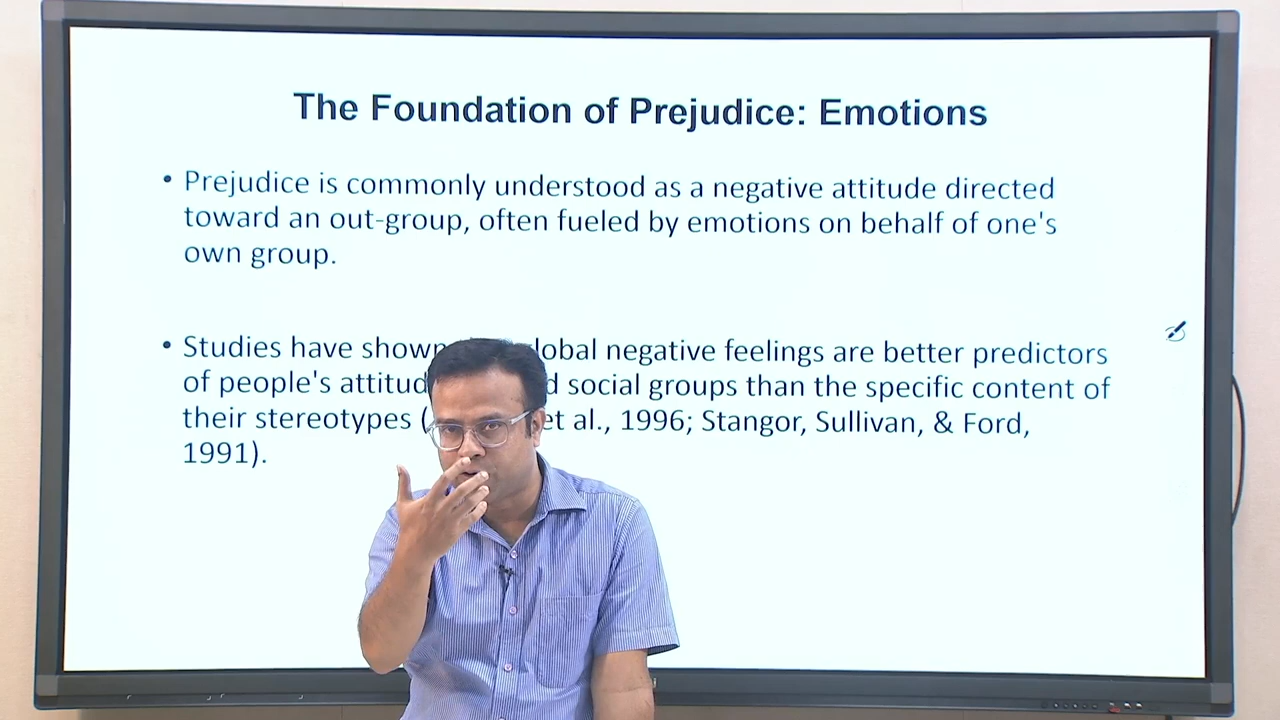 The Foundation of Prejudice: Emotions
• Prejudice is commonly understood as a negative attitude directed
toward an out-group, often fueled by emotions on behalf of one's
own group.
• Studies have shown global negative feelings are better predictors
of people's social groups than the specific content of
their stereotypes ( et al., 1996; Stangor, Sullivan, & Ford,
1991).